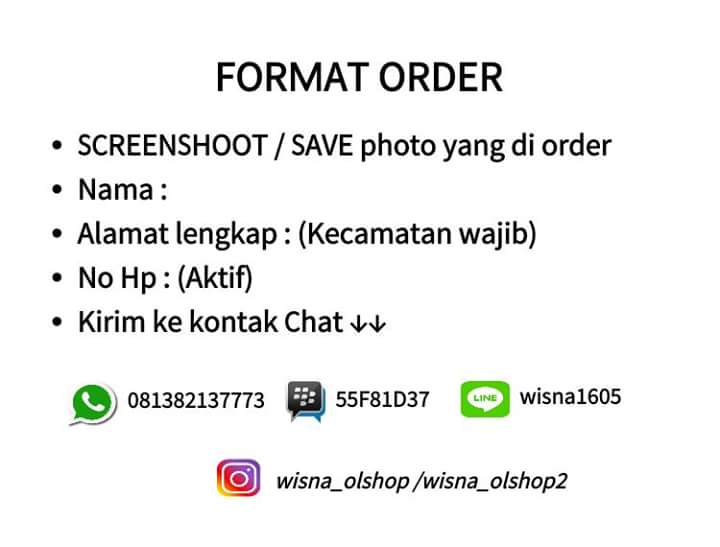 FORMAT ORDER
• SCREENSHOOT / SAVE photo yang di order
• Nama :
• Alamat lengkap : (Kecamatan wajib)
• No Hp : (Aktif)
• Kirim ke kontak Chat ↓↓
081382137773 55F81D37 LINE wisna1605
wisna_olshop /wisna_olshop2